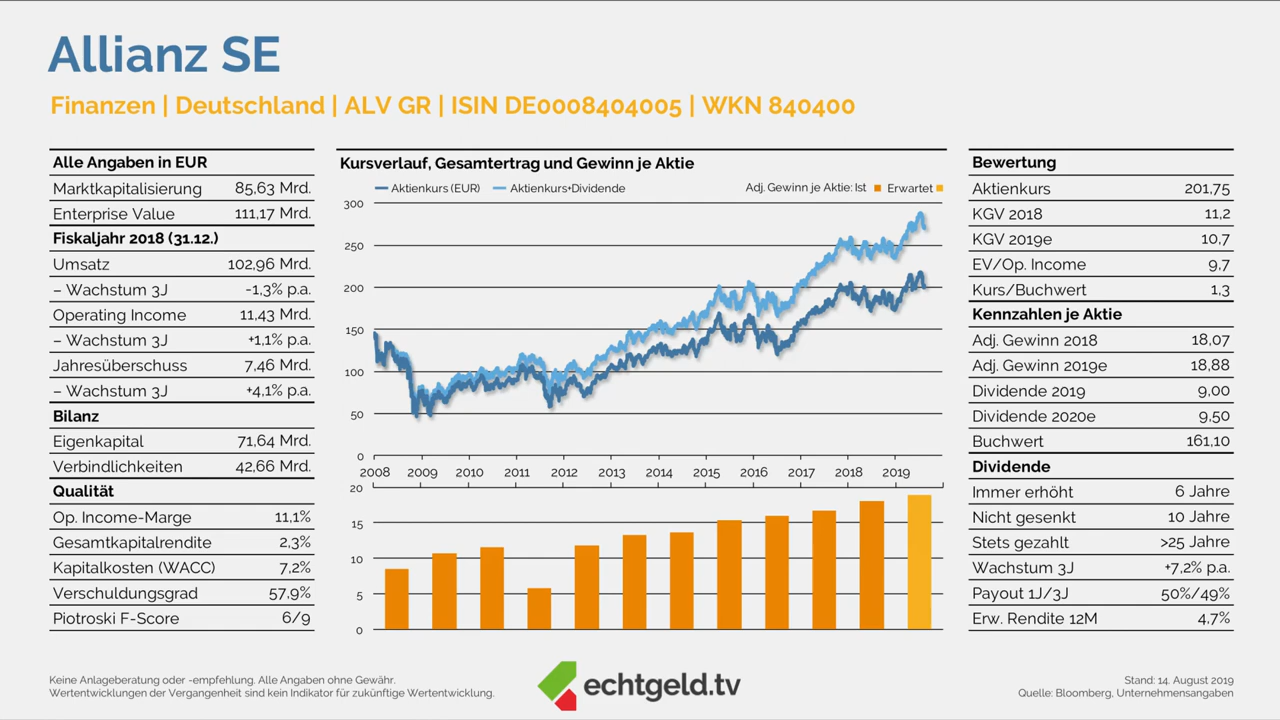 Allianz SE
Finanzen | Deutschland | ALV GR | ISIN DE0008404005 | WKN 840400
Alle Angaben in EUR
Marktkapitalisierung 85,63 Mrd.
Enterprise Value 111,17 Mrd.
Fiskaljahr 2018 (31.12.)
Umsatz 102,96 Mrd.
– Wachstum 3J -1,3% p.a.
Operating Income 11,43 Mrd.
– Wachstum 3J +1,1% p.a.
Jahresüberschuss 7,46 Mrd.
– Wachstum 3J +4,1% p.a.
Bilanz
Eigenkapital 71,64 Mrd.
Verbindlichkeiten 42,66 Mrd.
Qualität
Op. Income-Marge 11,1%
Gesamtkapitalrendite 2,3%
Kapitalkosten (WACC) 7,2%
Verschuldungsgrad 57,9%
Piotroski F-Score 6/9
Kursverlauf, Gesamtertrag und Gewinn je Aktie
Aktienkurs (EUR) Aktienkurs+Dividende Adj. Gewinn je Aktie: Ist Erwartet
300
250
200
150
100
50
0
2008 2009 2010 2011 2012 2013 2014 2015 2016 2017 2018 2019
20
15
10
5
0
Bewertung
Aktienkurs 201,75
KGV 2018 11,2
KGV 2019e 10,7
EV/Op. Income 9,7
Kurs/Buchwert 1,3
Kennzahlen je Aktie
Adj. Gewinn 2018 18,07
Adj. Gewinn 2019e 18,88
Dividende 2019 9,00
Dividende 2020e 9,50
Buchwert 161,10
Dividende
Immer erhöht 6 Jahre
Nicht gesenkt 10 Jahre
Stets gezahlt >25 Jahre
Wachstum 3J +7,2% p.a.
Payout 1J/3J 50%/49%
Erw. Rendite 12M 4,7%
Keine Anlageberatung oder -empfehlung. Alle Angaben ohne Gewähr.
Wertentwicklungen der Vergangenheit sind kein Indikator für zukünftige Wertentwicklung.
echtgeld.tv
Stand: 14. August 2019
Quelle: Bloomberg, Unternehmensangaben